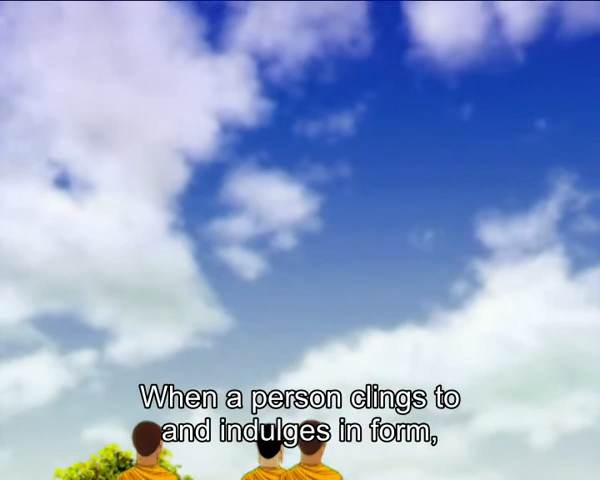 When a person clings to
and indulges in form,